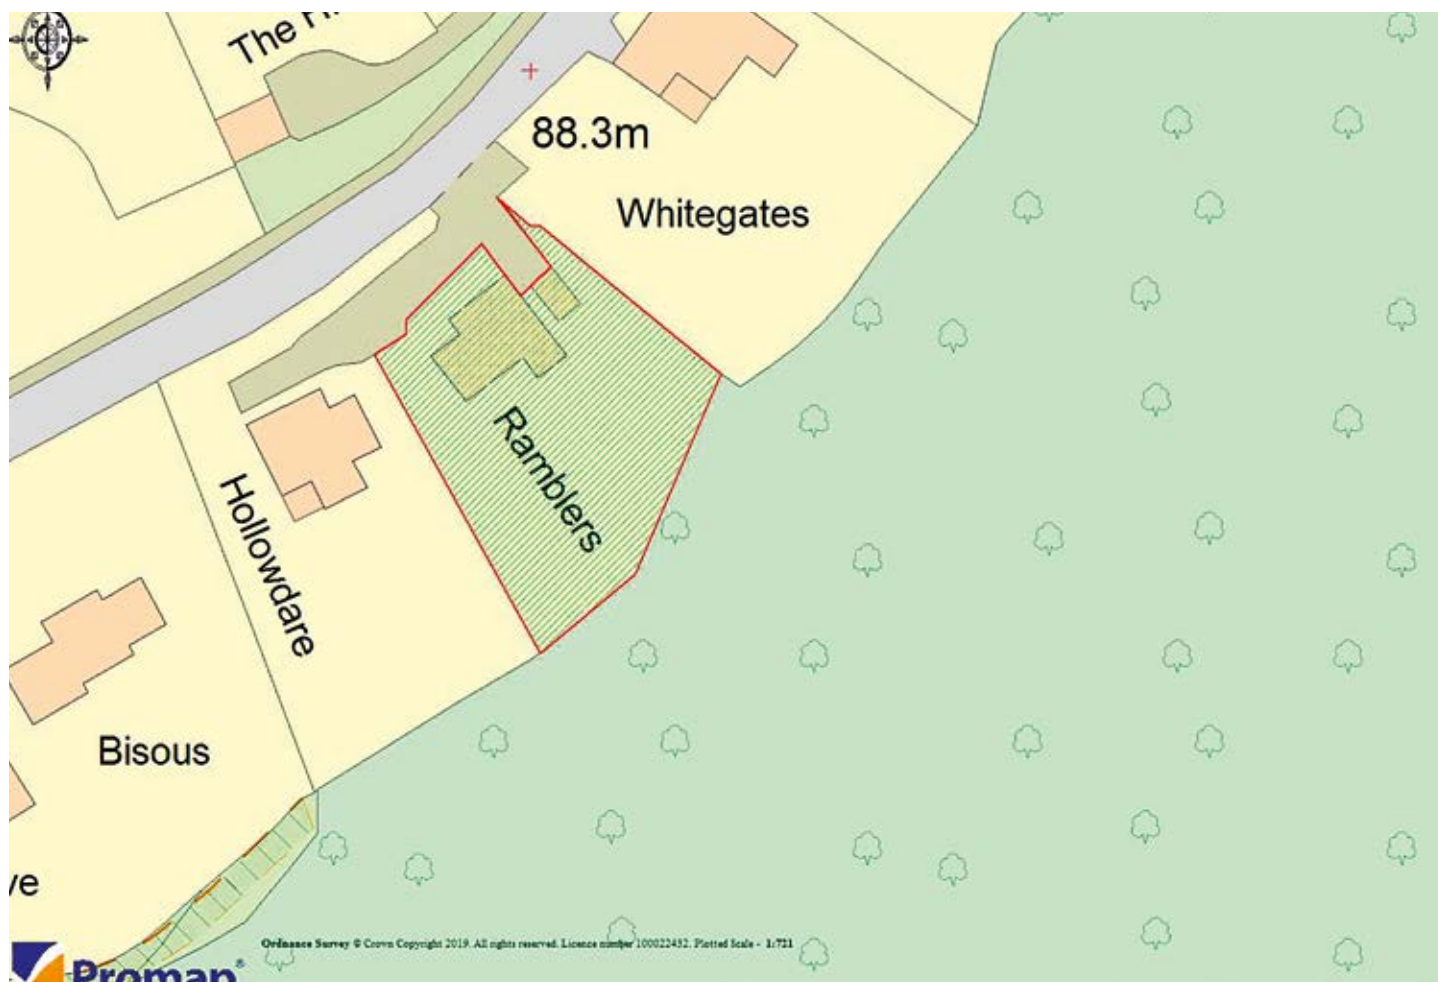 The
88.3m
Whitegates
Ramblers
Hollowdare
Bisous
Ordnance Survey © Crown Copyright 2019. All rights reserved. Licence number 100022432. Plotted Scale - 1:721
Promap®